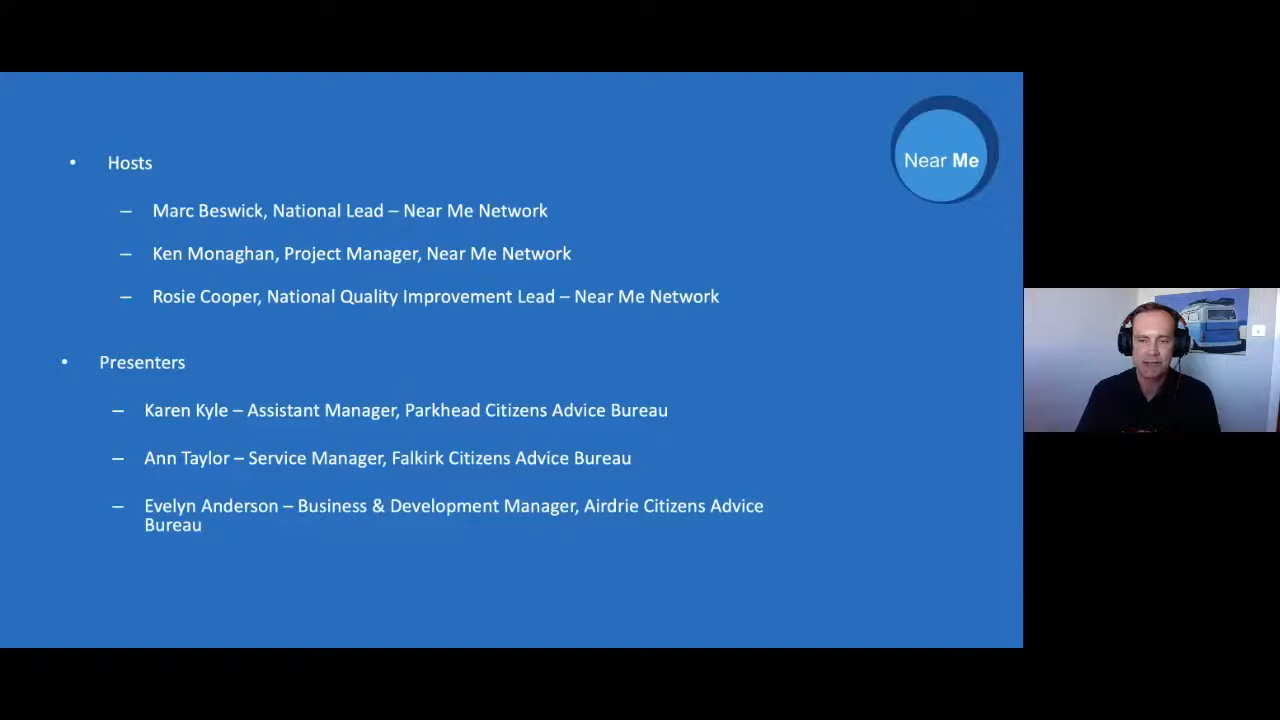 Near Me
• Hosts
– Marc Beswick, National Lead – Near Me Network
– Ken Monaghan, Project Manager, Near Me Network
– Rosie Cooper, National Quality Improvement Lead – Near Me Network
• Presenters
– Karen Kyle – Assistant Manager, Parkhead Citizens Advice Bureau
– Ann Taylor – Service Manager, Falkirk Citizens Advice Bureau
– Evelyn Anderson – Business & Development Manager, Airdrie Citizens Advice
Bureau